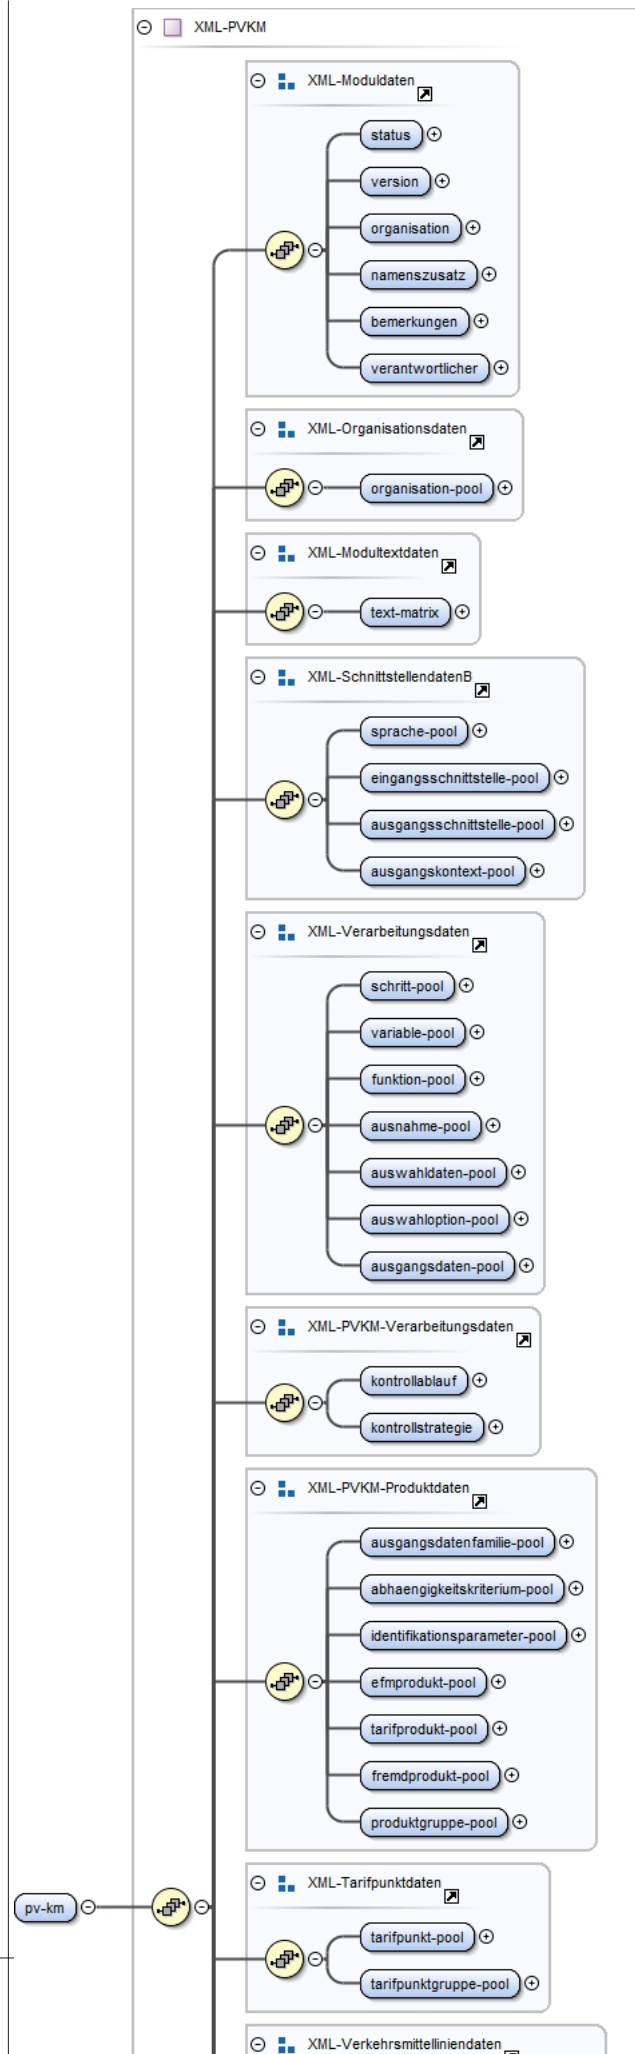 XML-PVKM
XML-Moduldaten
status
version
organisation
namenszusatz
bemerkungen
verantwortlicher
XML-Organisationsdaten
organisation-pool
XML-Modultextdaten
text-matrix
XML-SchnittstellendatenB
sprache-pool
eingangsschnittstelle-pool
ausgangsschnittstelle-pool
ausgangskontext-pool
XML-Verarbeitungsdaten
schritt-pool
variable-pool
funktion-pool
ausnahme-pool
auswahldaten-pool
auswahloption-pool
ausgangsdaten-pool
XML-PVKM-Verarbeitungsdaten
kontrollablauf
kontrollstrategie
XML-PVKM-Produktdaten
ausgangsdatenfamilie-pool
abhaengigkeitskriterium-pool
identifikationsparameter-pool
efmprodukt-pool
tarifprodukt-pool
fremdprodukt-pool
produktgruppe-pool
XML-Tarifpunktdaten
pv-km
tarifpunkt-pool
tarifpunktgruppe-pool
XML-Verkehrsmittelliniendaten